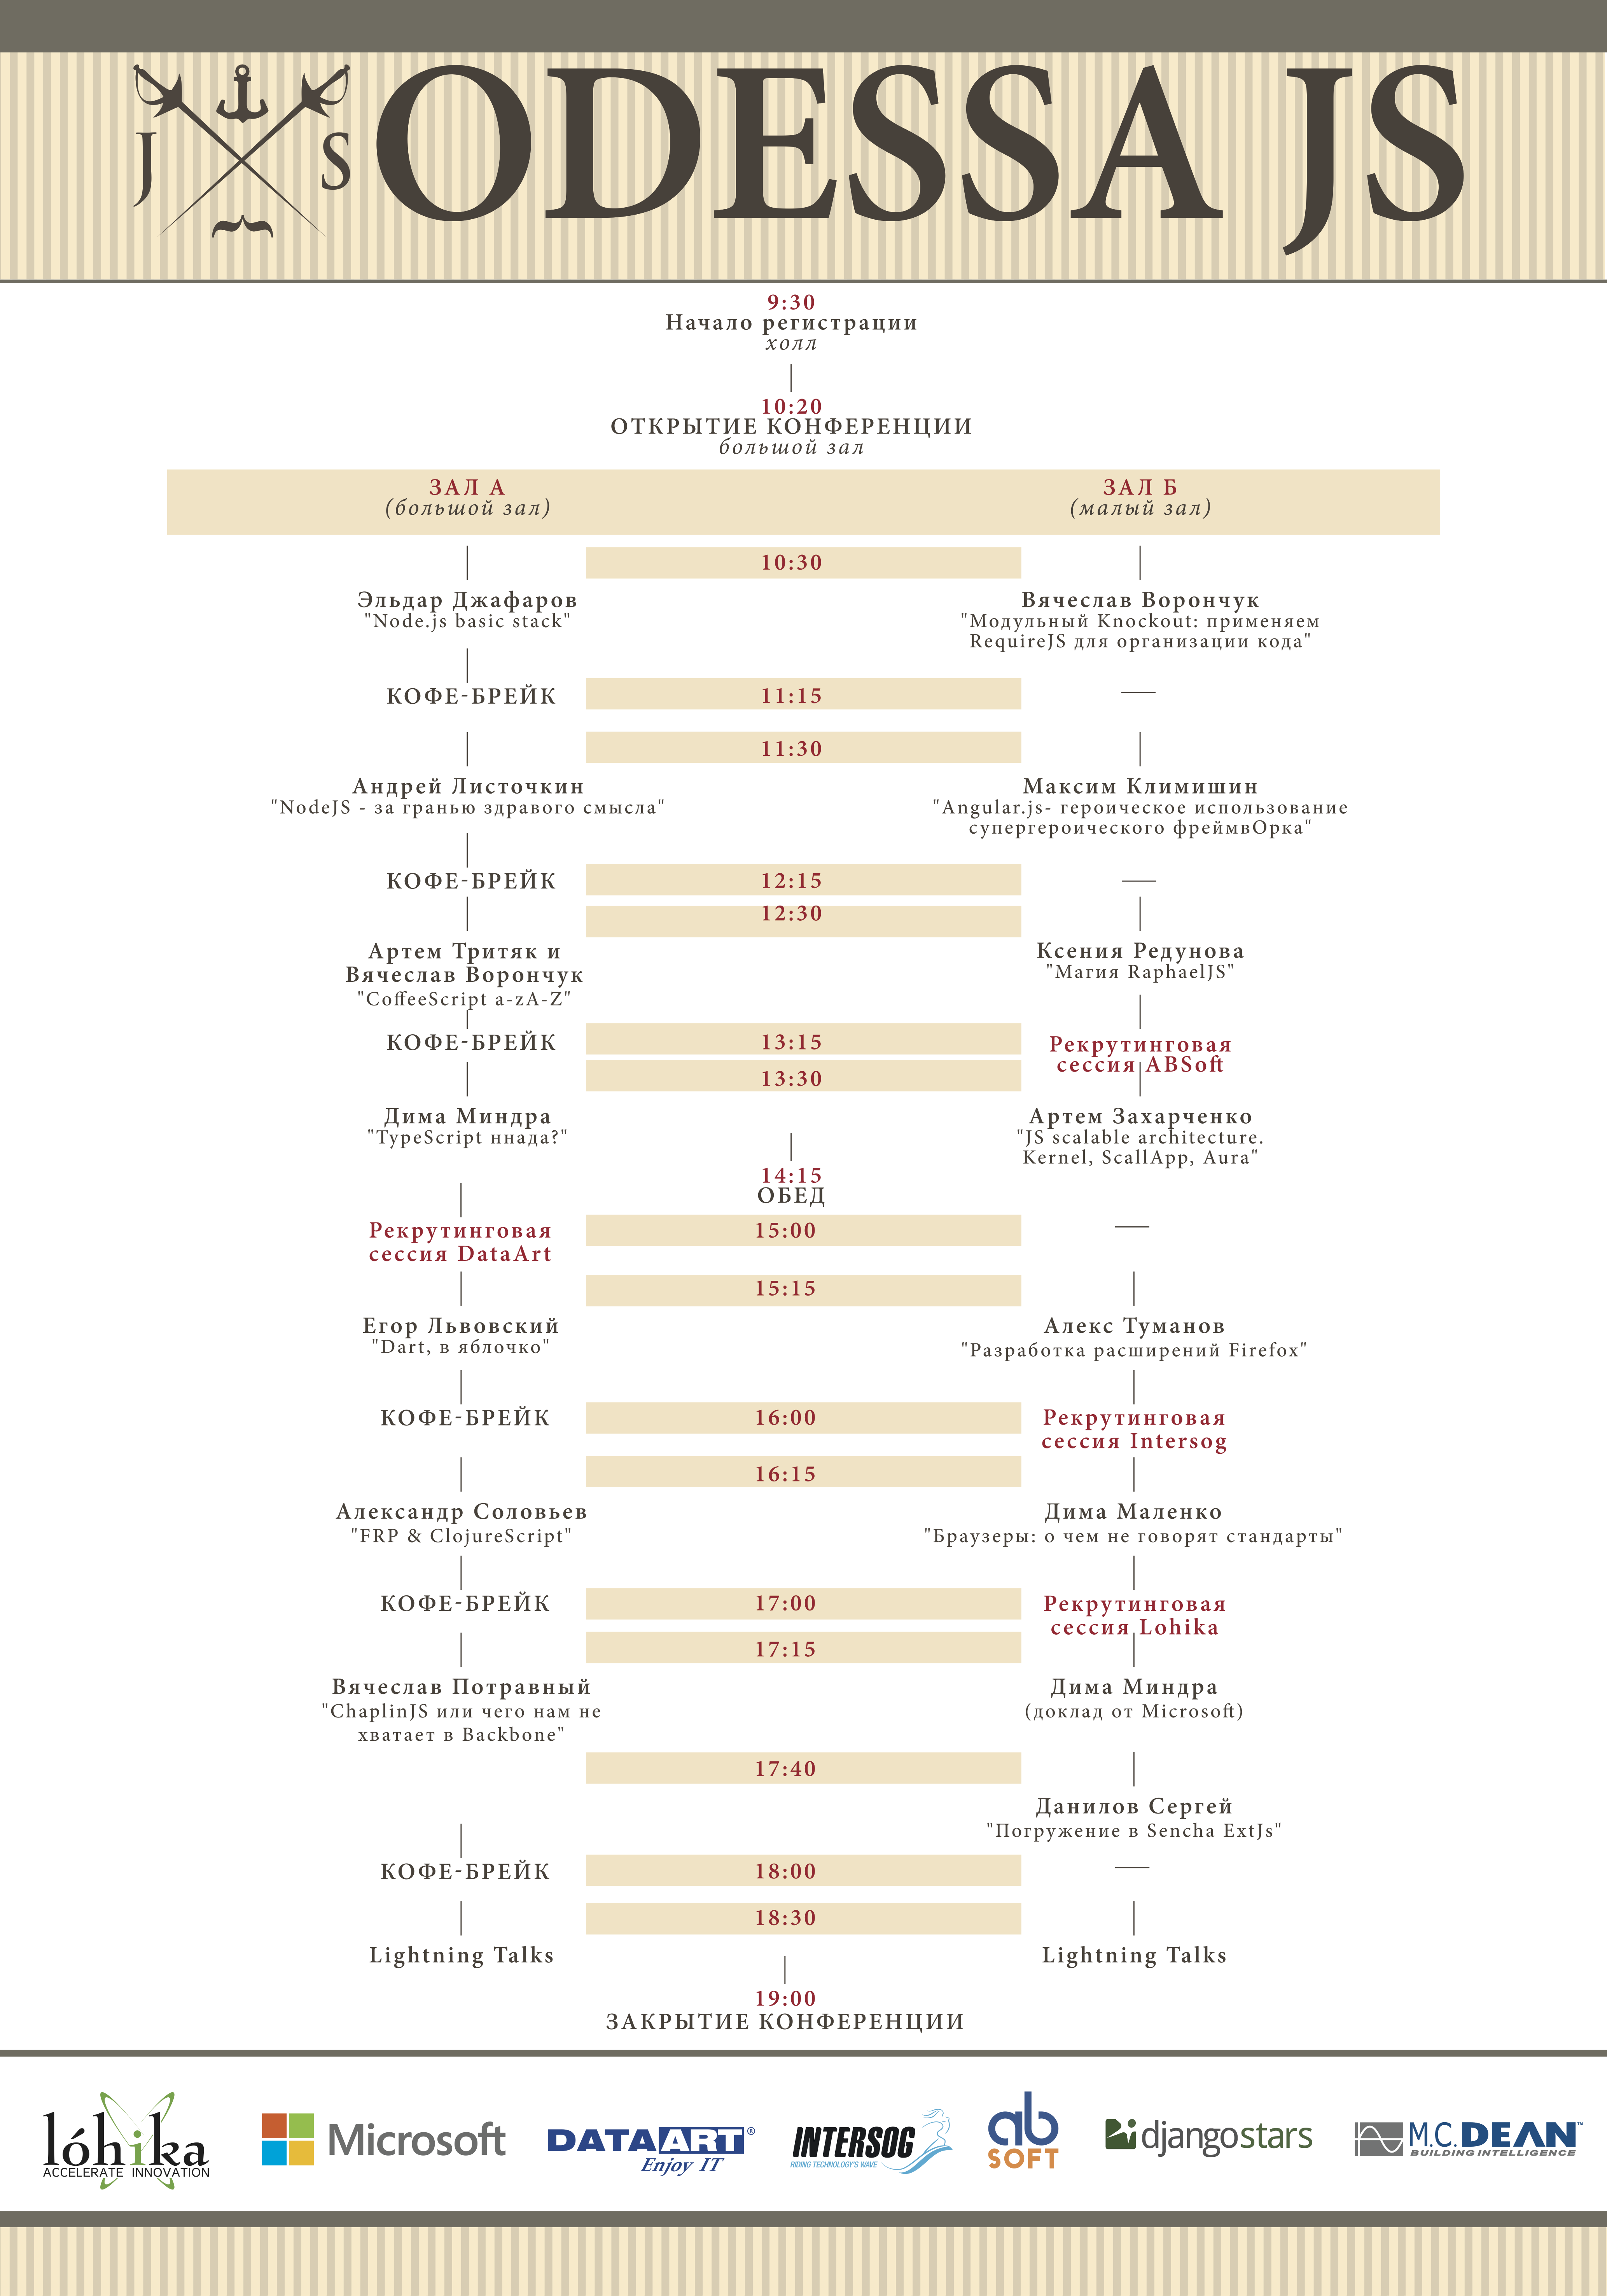 J S
ODESSA JS
9:30
Начало регистрации
холл
10:20
ОТКРЫТИЕ КОНФЕРЕНЦИИ
большой зал
ЗАЛ А
(большой зал)
ЗАЛ Б
(малый зал)
10:30
Эльдар Джафаров
"Node.js basic stack"
Вячеслав Ворончук
"Модульный Knockout: применяем
RequireJS для организации кода"
КОФЕ-БРЕЙК
11:15
11:30
Андрей Листочкин
"NodeJS - за гранью здравого смысла"
Максим Климишин
"Angular.js- героическое использование
супергероического фреймвОрка"
КОФЕ-БРЕЙК
12:15
12:30
Артем Тритяк и
Вячеслав Ворончук
"CoffeeScript a-zA-Z"
Ксения Редунова
"Магия RaphaelJS"
КОФЕ-БРЕЙК
13:15
Рекрутинговая
сессия ABSoft
13:30
Дима Миндра
"TypeScript ннада?"
Артем Захарченко
"JS scalable architecture.
Kernel, ScallApp, Aura"
14:15
ОБЕД
Рекрутинговая
сессия DataArt
15:00
15:15
Егор Львовский
"Dart, в яблочко"
Алекс Туманов
"Разработка расширений Firefox"
КОФЕ-БРЕЙК
16:00
Рекрутинговая
сессия Intersog
16:15
Александр Соловьев
"FRP & ClojureScript"
Дима Маленко
"Браузеры: о чем не говорят стандарты"
КОФЕ-БРЕЙК
17:00
Рекрутинговая
сессия Lohika
17:15
Вячеслав Потравный
"ChaplinJS или чего нам не
хватает в Backbone"
Дима Миндра
(доклад от Microsoft)
17:40
Данилов Сергей
"Погружение в Sencha ExtJs"
КОФЕ-БРЕЙК
18:00
18:30
Lightning Talks
Lightning Talks
19:00
ЗАКРЫТИЕ КОНФЕРЕНЦИИ
lóhika
ACCELERATE INNOVATION
Microsoft
DATAART®
Enjoy IT
INTERSOG
RIDING TECHNOLOGY'S WAVE
ab
SOFT
djangostars
M.C.DEAN™
BUILDING INTELLIGENCE